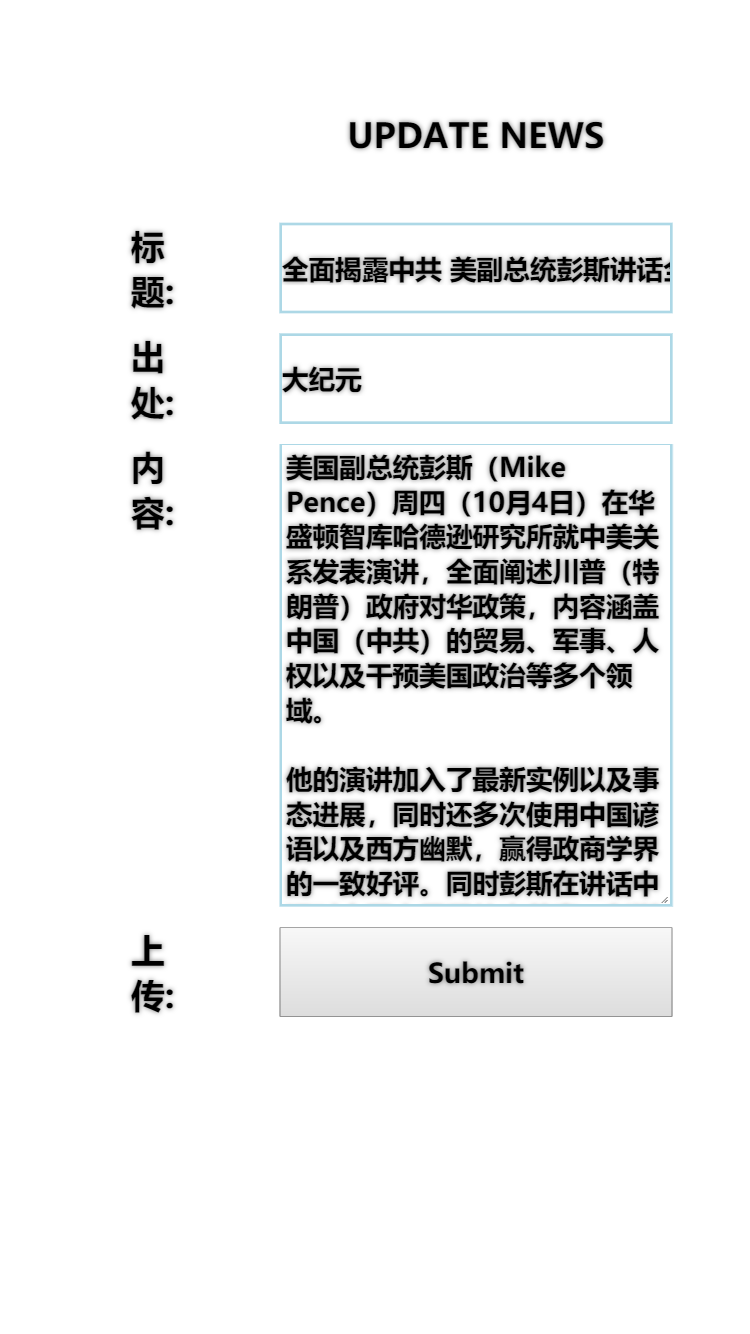 UPDATE NEWS
标
题:
全面揭露中共 美副总统彭斯讲话
出
处:
大纪元
内
容:
美国副总统彭斯（Mike
Pence）周四（10月4日）在华
盛顿智库哈德逊研究所就中美关
系发表演讲，全面阐述川普（特
朗普）政府对华政策，内容涵盖
中国（中共）的贸易、军事、人
权以及干预美国政治等多个领
域。
他的演讲加入了最新实例以及事
态进展，同时还多次使用中国谚
语以及西方幽默，赢得政商学界
的一致好评。同时彭斯在讲话中
上
传:
Submit